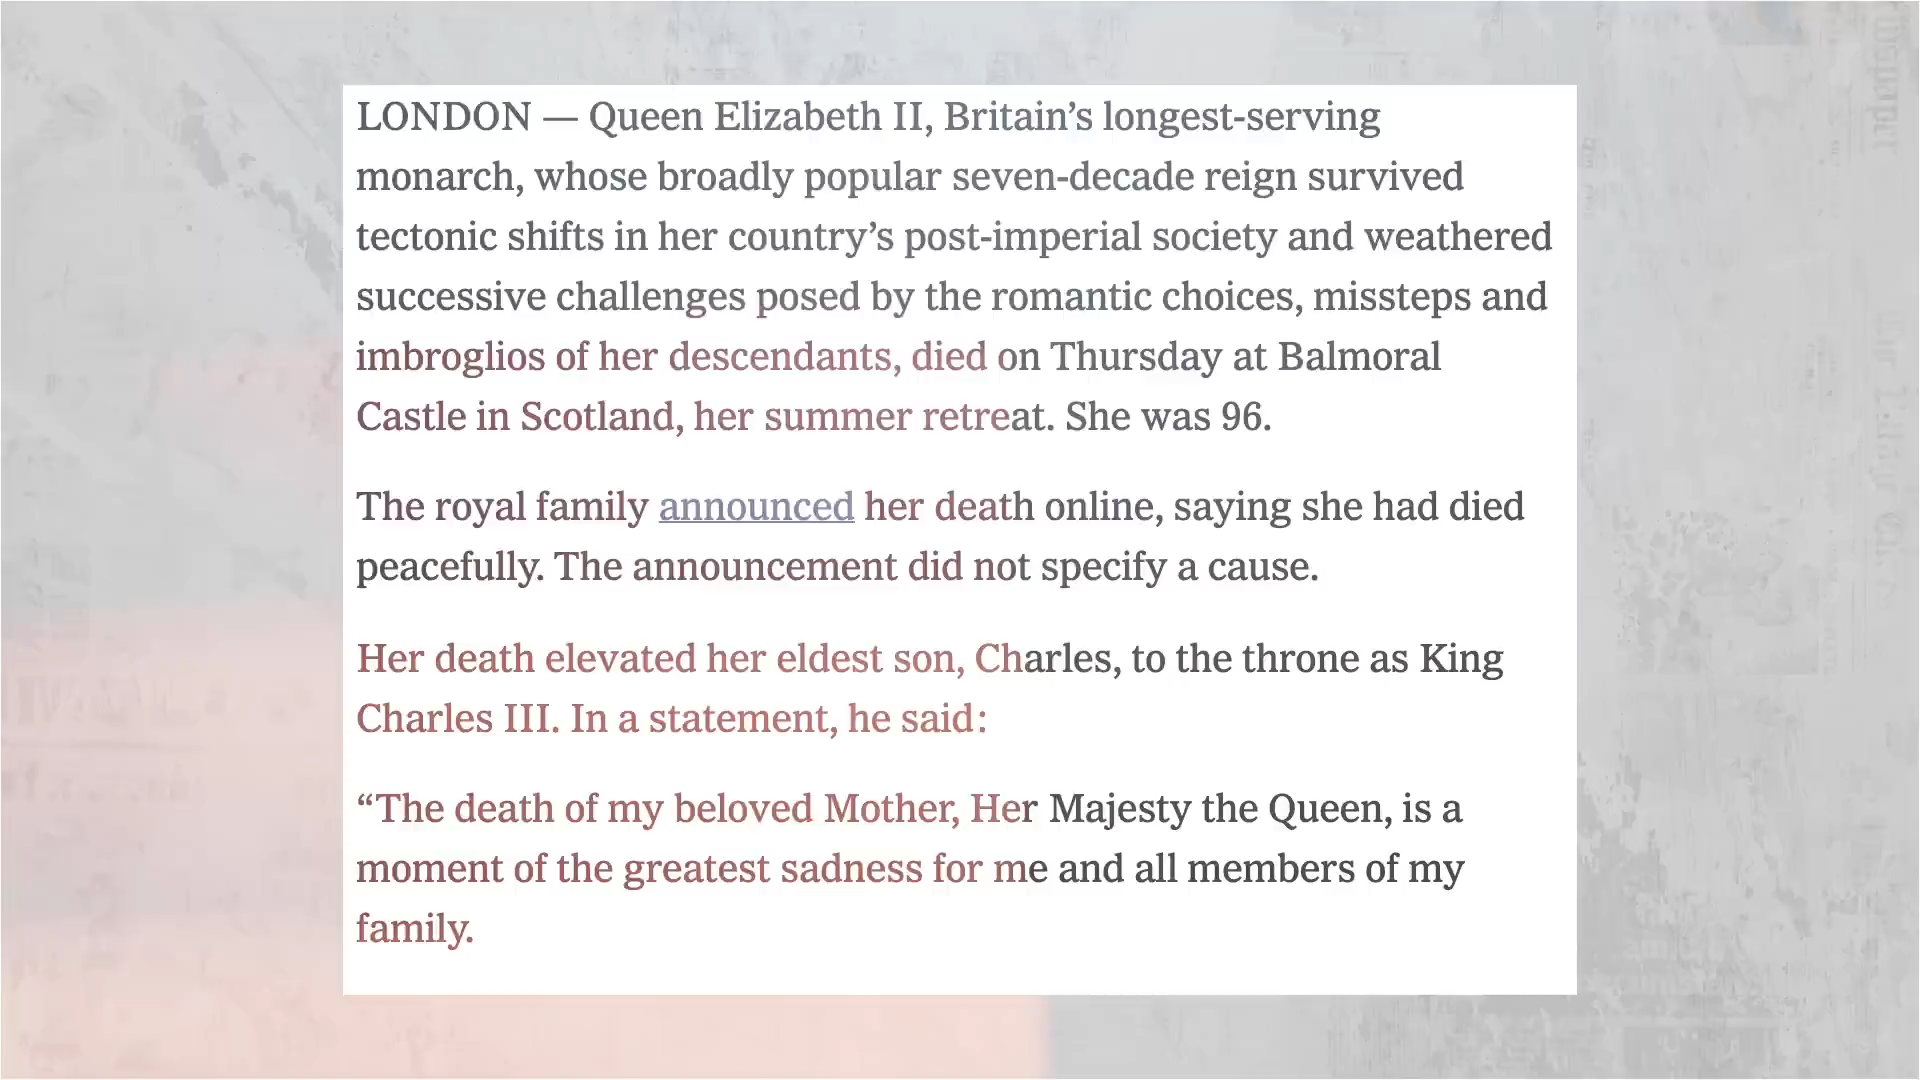 LONDON — Queen Elizabeth II, Britain’s longest-serving
monarch, whose broadly popular seven-decade reign survived
tectonic shifts in her country’s post-imperial society and weathered
successive challenges posed by the romantic choices, missteps and
imbroglios of her descendants, died on Thursday at Balmoral
Castle in Scotland, her summer retreat. She was 96.
The royal family announced her death online, saying she had died
peacefully. The announcement did not specify a cause.
Her death elevated her eldest son, Charles, to the throne as King
Charles III. In a statement, he said:
“The death of my beloved Mother, Her Majesty the Queen, is a
moment of the greatest sadness for me and all members of my
family.